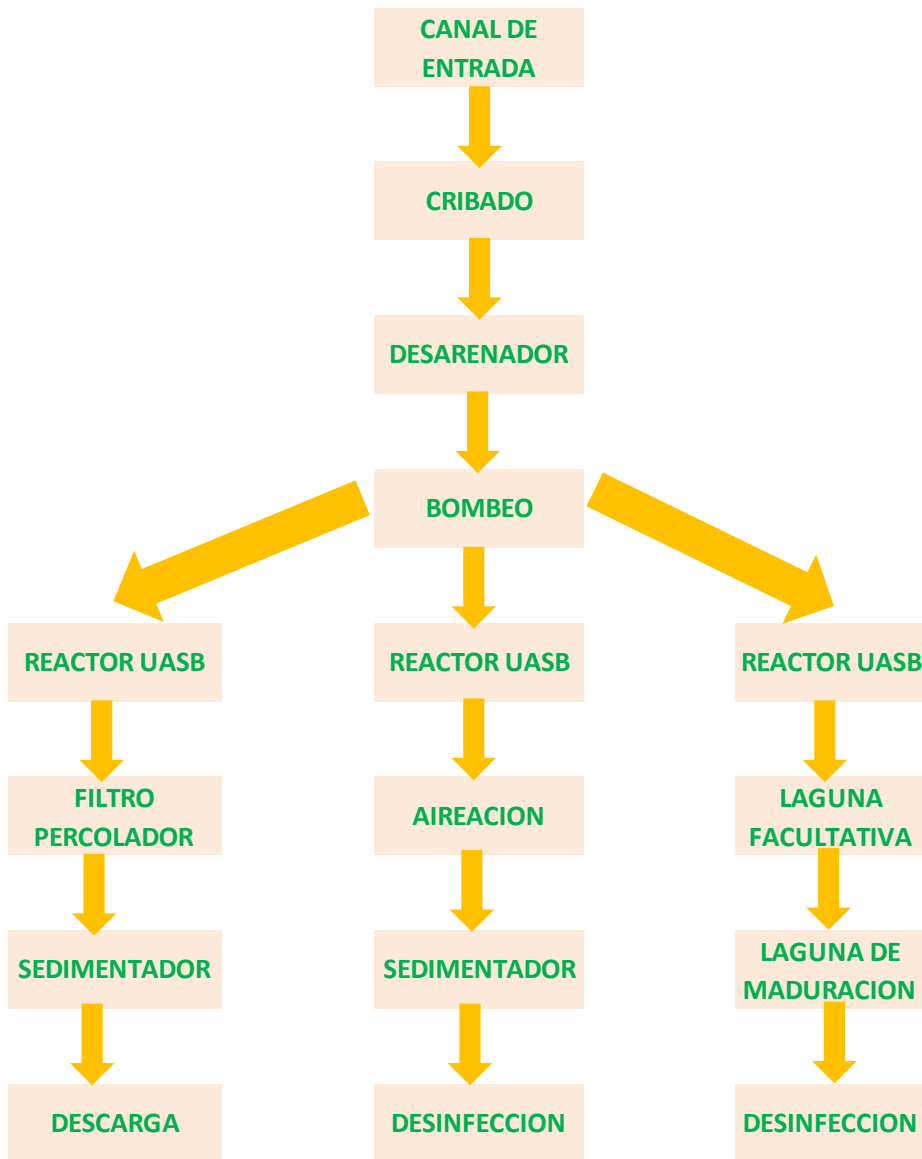 CANAL DE
ENTRADA
CRIBADO
DESARENADOR
BOMBEO
REACTOR UASB
REACTOR UASB
REACTOR UASB
FILTRO
PERCOLADOR
AIREACION
LAGUNA
FACULTATIVA
SEDIMENTADOR
SEDIMENTADOR
LAGUNA DE
MADURACION
DESCARGA
DESINFECCION
DESINFECCION